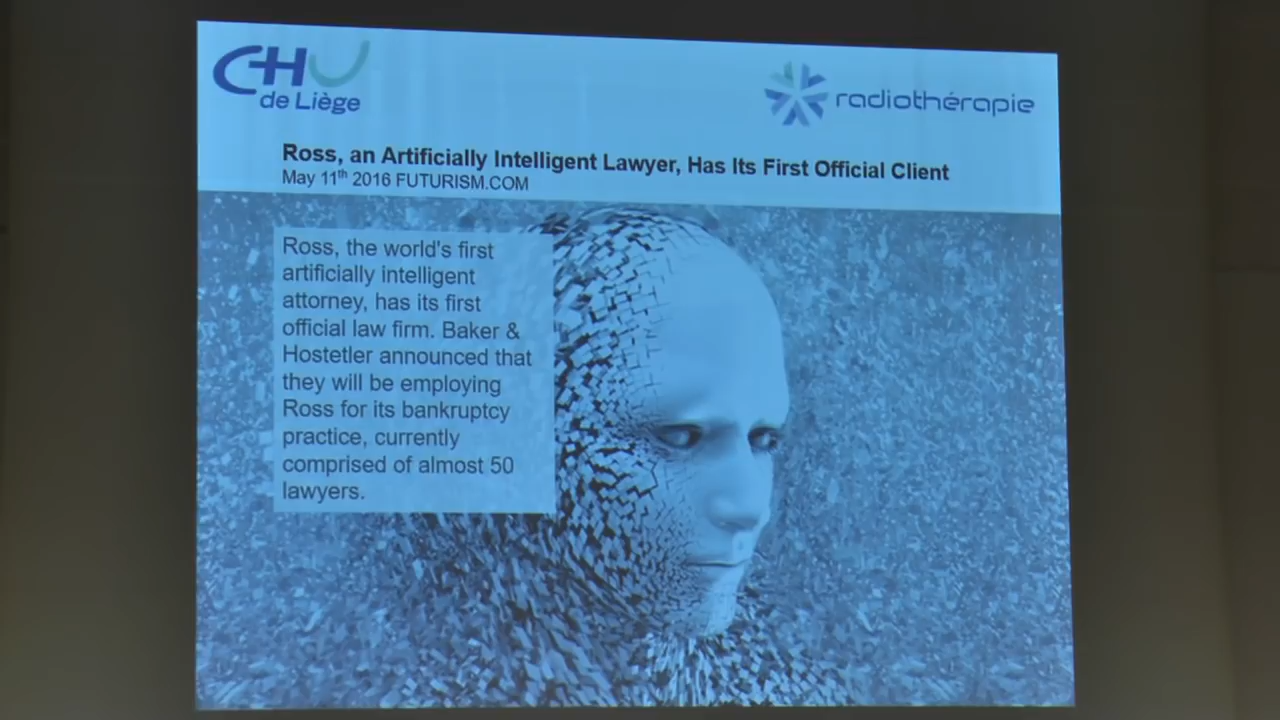 CHU
de Liège
radiothérapie
Ross, an Artificially Intelligent Lawyer, Has Its First Official Client
May 11th 2016 FUTURISM.COM
Ross, the world's first
artificially intelligent
attorney, has its first
official law firm. Baker &
Hostetler announced that
they will be employing
Ross for its bankruptcy
practice, currently
comprised of almost 50
lawyers.